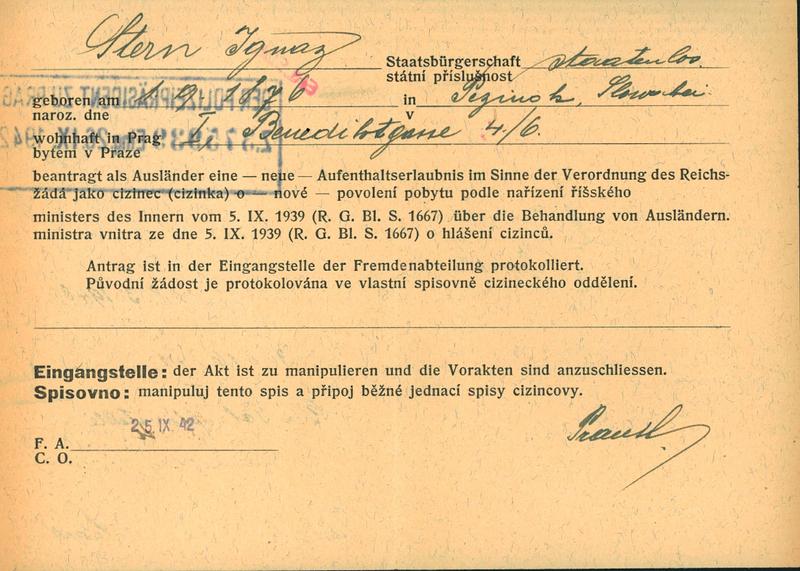 Stern Ignaz
Staatsbürgerschaft staatenlos.
státní příslušnost
geboren am 1 9 1876 in Pezinok, Slowakei.
naroz. dne v
wohnhaft in Prag I., Benediktsgasse 4/6.
bytem v Praze
beantragt als Ausländer eine — neue — Aufenthaltserlaubnis im Sinne der Verordnung des Reichs-
žádá jako cizinec (cizinka) o — nové — povolení pobytu podle nařízení říšského
ministers des Innern vom 5. IX. 1939 (R. G. Bl. S. 1667) über die Behandlung von Ausländern.
ministra vnitra ze dne 5. IX. 1939 (R. G. Bl. S. 1667) o hlášení cizinců.
Antrag ist in der Eingangstelle der Fremdenabteilung protokolliert.
Původní žádost je protokolována ve vlastní spisovně cizineckého oddělení.
Eingangstelle: der Akt ist zu manipulieren und die Vorakten sind anzuschliessen.
Spisovno: manipuluj tento spis a připoj běžné jednací spisy cizincovy.
25. IX. 42
F. A.
C. O.